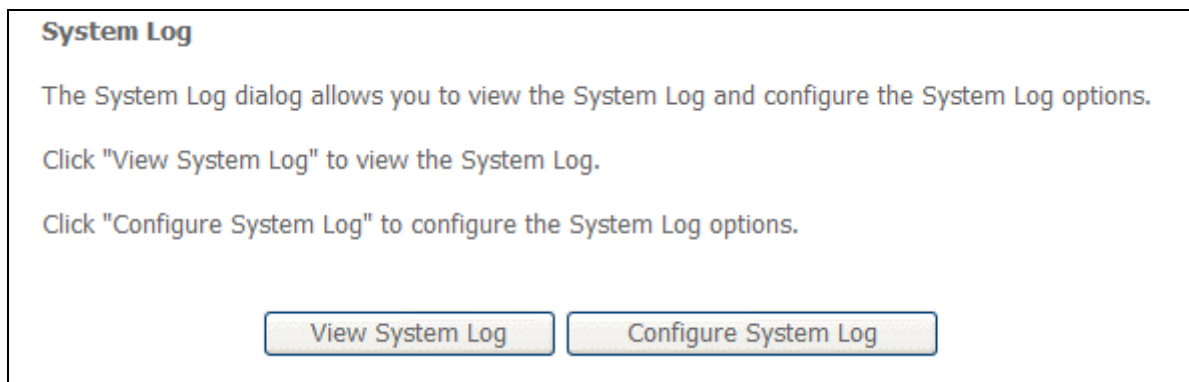 System Log
The System Log dialog allows you to view the System Log and configure the System Log options.
Click "View System Log" to view the System Log.
Click "Configure System Log" to configure the System Log options.
View System Log Configure System Log